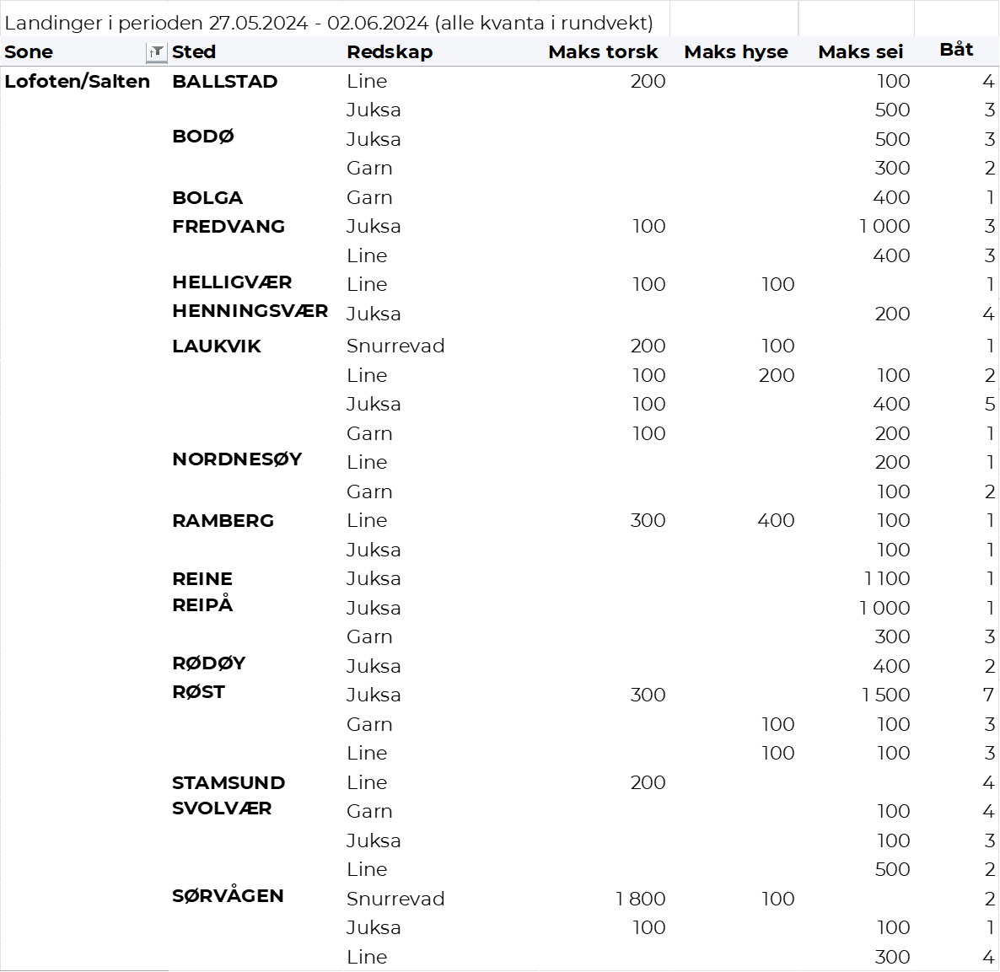 Landinger i perioden 27.05.2024 - 02.06.2024 (alle kvanta i rundvekt)
Sone Sted Redskap Maks torsk Maks hyse Maks sei Båt
Lofoten/Salten BALLSTAD Line 200 100 4
Juksa 500 3
BODØ Juksa 500 3
Garn 300 2
BOLGA Garn 400 1
FREDVANG Juksa 100 1 000 3
Line 400 3
HELLIGVÆR Line 100 100 1
HENNINGSVÆR Juksa 200 4
LAUKVIK Snurrevad 200 100 1
Line 100 200 100 2
Juksa 100 400 5
Garn 100 200 1
NORDNESØY Line 200 1
Garn 100 2
RAMBERG Line 300 400 100 1
Juksa 100 1
REINE Juksa 1 100 1
REIPÅ Juksa 1 000 1
Garn 300 3
RØDØY Juksa 400 2
RØST Juksa 300 1 500 7
Garn 100 100 3
Line 100 100 3
STAMSUND Line 200 4
SVOLVÆR Garn 100 4
Juksa 100 3
Line 500 2
SØRVÅGEN Snurrevad 1 800 100 2
Juksa 100 100 1
Line 300 4